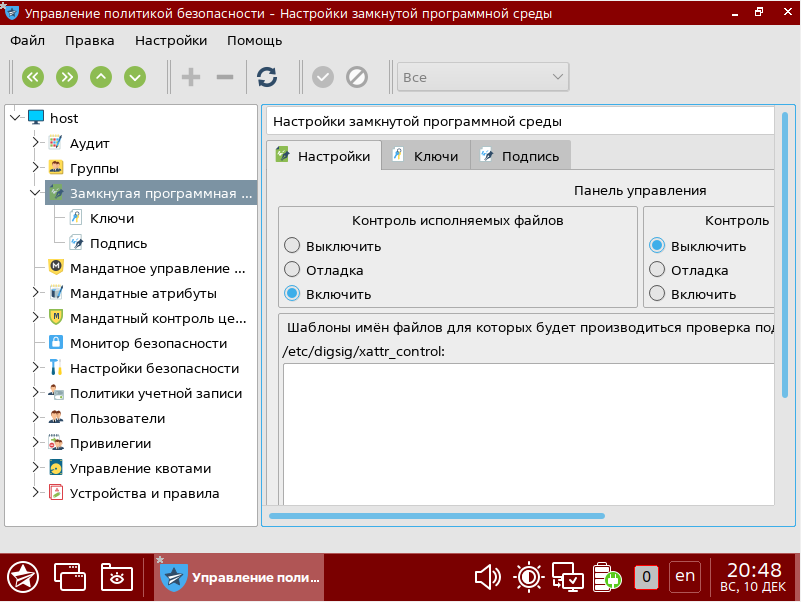 Управление политикой безопасности - Настройки замкнутой программной среды
Файл Правка Настройки Помощь
Все
host
Аудит
Группы
Замкнутая программная ...
Ключи
Подпись
Мандатное управление ...
Мандатные атрибуты
Мандатный контроль це...
Монитор безопасности
Настройки безопасности
Политики учетной записи
Пользователи
Привилегии
Управление квотами
Устройства и правила
Настройки замкнутой программной среды
Настройки Ключи Подпись
Панель управления
Контроль исполняемых файлов
Выключить
Отладка
Включить
Контроль
Выключить
Отладка
Включить
Шаблоны имён файлов для которых будет производиться проверка под
/etc/digsig/xattr_control:
Управление поли...
0
en
20:48
ВС, 10 ДЕК